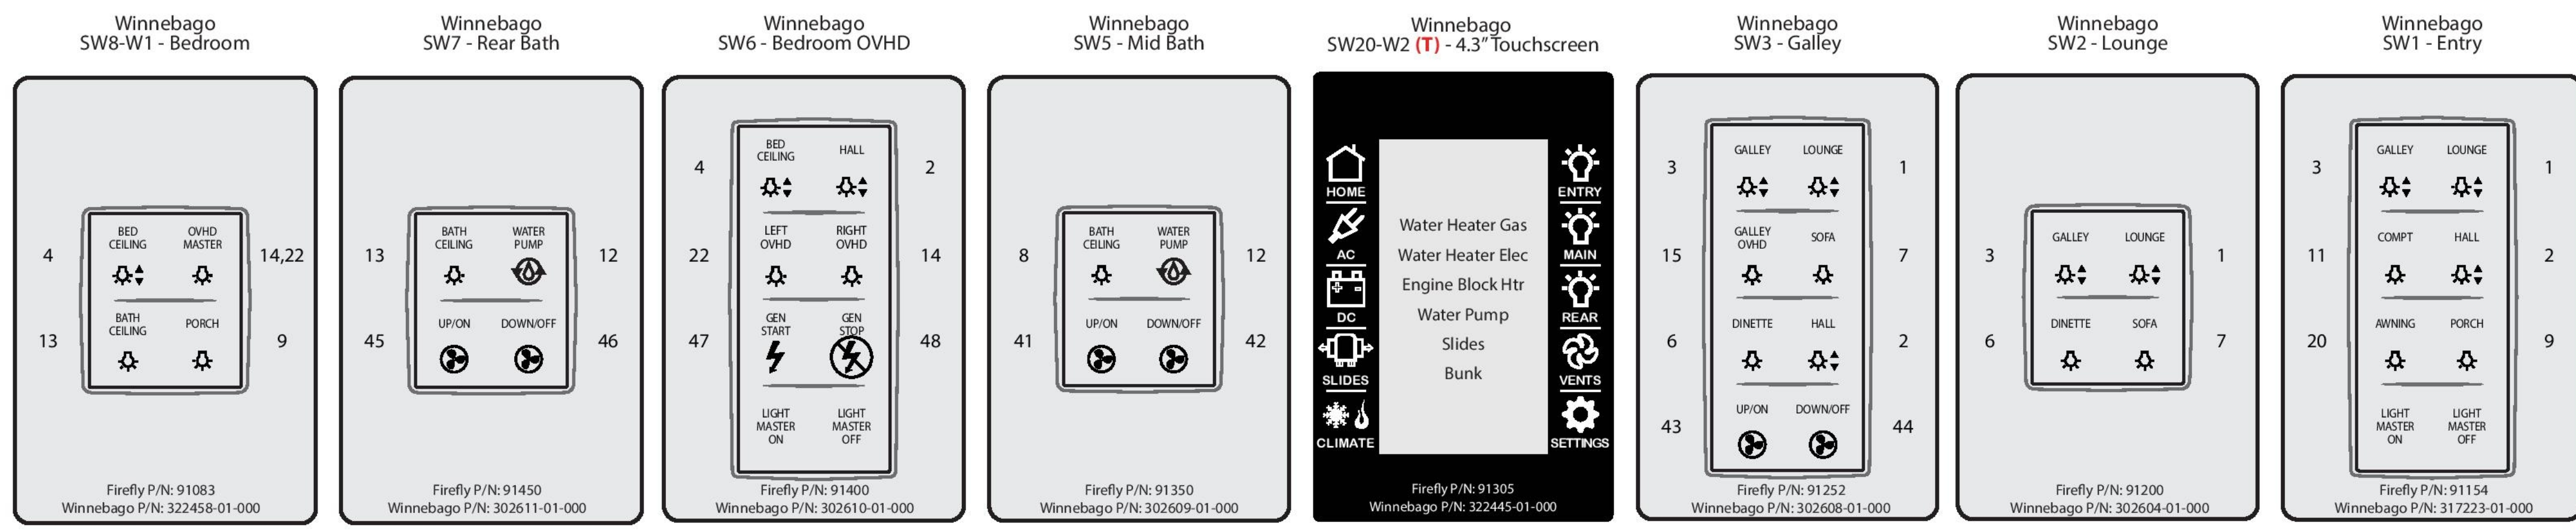 Winnebago
SW8-W1 - Bedroom
BED
CEILING
OVHD
MASTER
4
14,22
BATH
CEILING
PORCH
13
9
Firefly P/N: 91083
Winnebago P/N: 322458-01-000
Winnebago
SW7 - Rear Bath
BATH
CEILING
WATER
PUMP
13
12
UP/ON
DOWN/OFF
45
46
Firefly P/N: 91450
Winnebago P/N: 302611-01-000
Winnebago
SW6 - Bedroom OVHD
BED
CEILING
HALL
4
2
LEFT
OVHD
RIGHT
OVHD
22
14
GEN
START
GEN
STOP
47
48
LIGHT
MASTER
ON
LIGHT
MASTER
OFF
Firefly P/N: 91400
Winnebago P/N: 302610-01-000
Winnebago
SW5 - Mid Bath
BATH
CEILING
WATER
PUMP
8
12
UP/ON
DOWN/OFF
41
42
Firefly P/N: 91350
Winnebago P/N: 302609-01-000
Winnebago
SW20-W2 (T) - 4.3" Touchscreen
HOME
AC
DC
SLIDES
CLIMATE
Water Heater Gas
Water Heater Elec
Engine Block Htr
Water Pump
Slides
Bunk
ENTRY
MAIN
REAR
VENTS
SETTINGS
Firefly P/N: 91305
Winnebago P/N: 322445-01-000
Winnebago
SW3 - Galley
GALLEY
LOUNGE
3
1
GALLEY
OVHD
SOFA
15
7
DINETTE
HALL
6
2
UP/ON
DOWN/OFF
43
44
Firefly P/N: 91252
Winnebago P/N: 302608-01-000
Winnebago
SW2 - Lounge
GALLEY
LOUNGE
3
1
DINETTE
SOFA
6
7
Firefly P/N: 91200
Winnebago P/N: 302604-01-000
Winnebago
SW1 - Entry
GALLEY
LOUNGE
3
1
COMPT
HALL
11
2
AWNING
PORCH
20
9
LIGHT
MASTER
ON
LIGHT
MASTER
OFF
Firefly P/N: 91154
Winnebago P/N: 317223-01-000